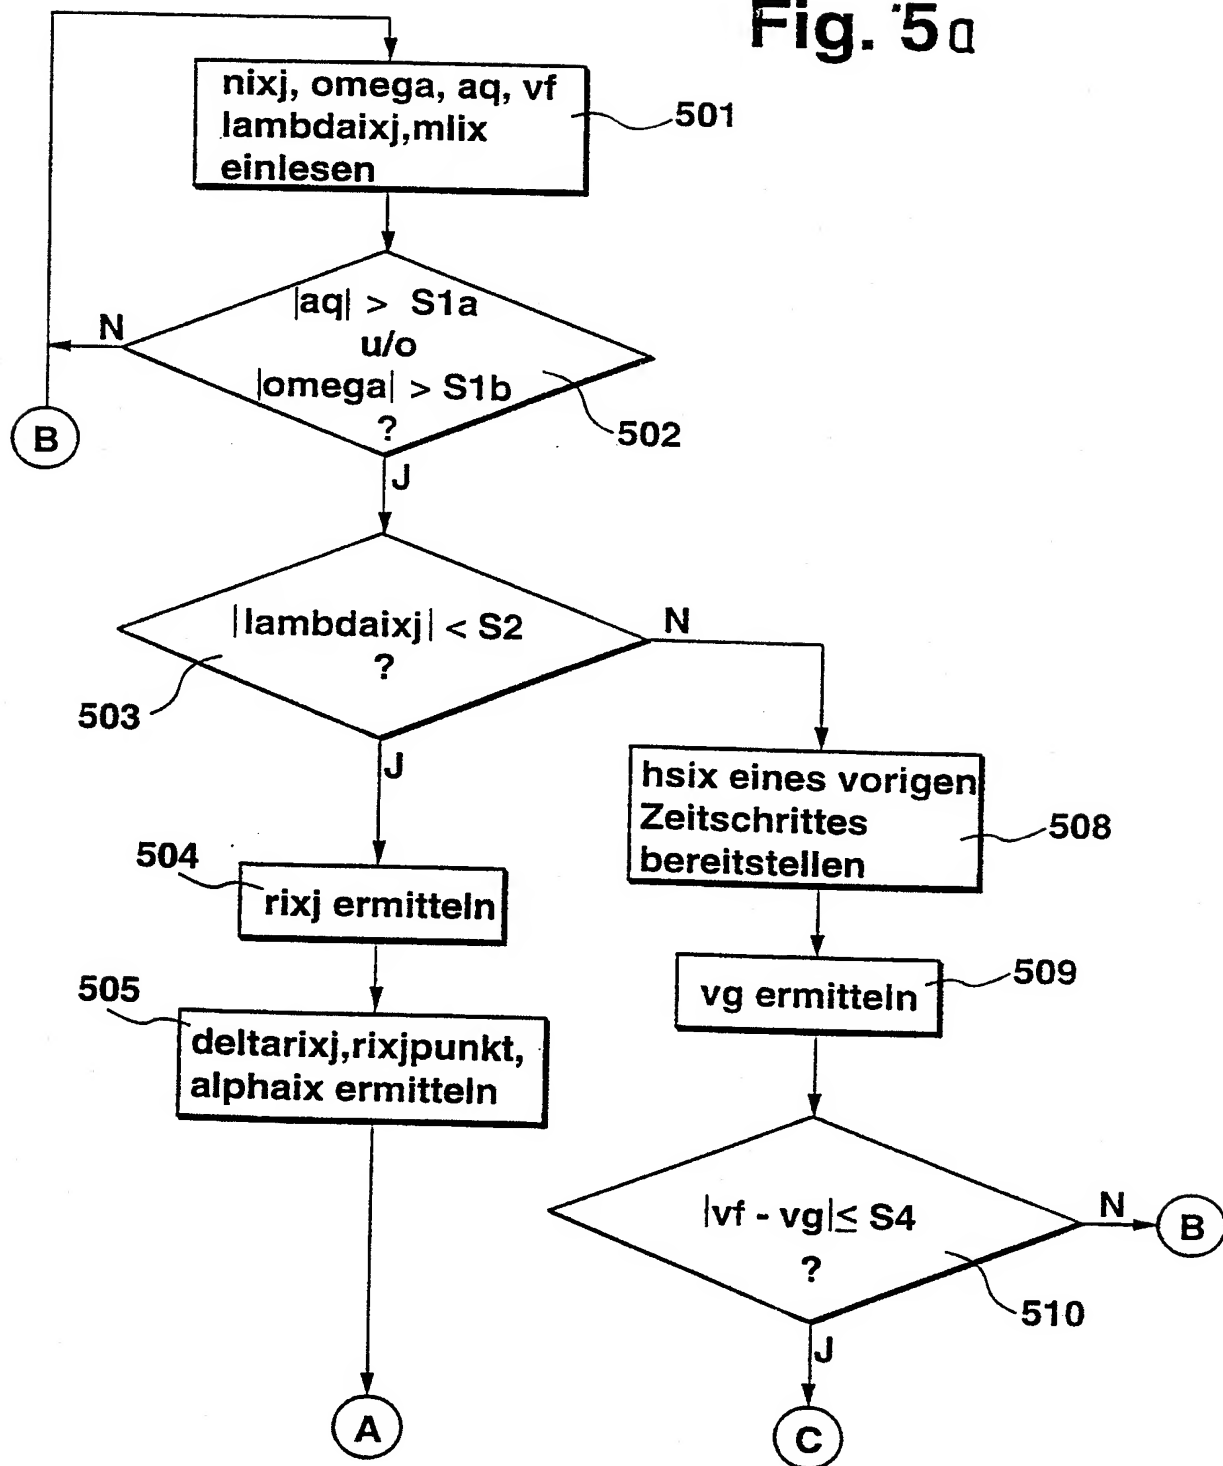 Fig. 5a
nixj, omega, aq, vf
lambdaixj,mlix
einlesen
501
|aq| > S1a
u/o
|omega| > S1b
?
N
502
B
J
|lambdaixj| < S2
?
N
503
J
hsix eines vorigen
Zeitschrittes
bereitstellen
508
504
rixj ermitteln
505
deltarixj,rixjpunkt,
alphaix ermitteln
vg ermitteln
509
|vf - vg| ≤ S4
?
N
B
510
J
A
C